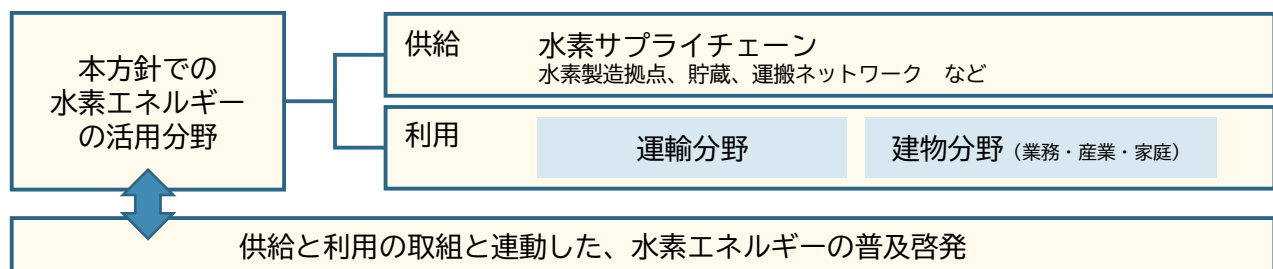 本方針での
水素エネルギー
の活用分野
供給 水素サプライチェーン
水素製造拠点、貯蔵、運搬ネットワーク　など
利用 運輸分野 建物分野（業務・産業・家庭）
供給と利用の取組と連動した、水素エネルギーの普及啓発